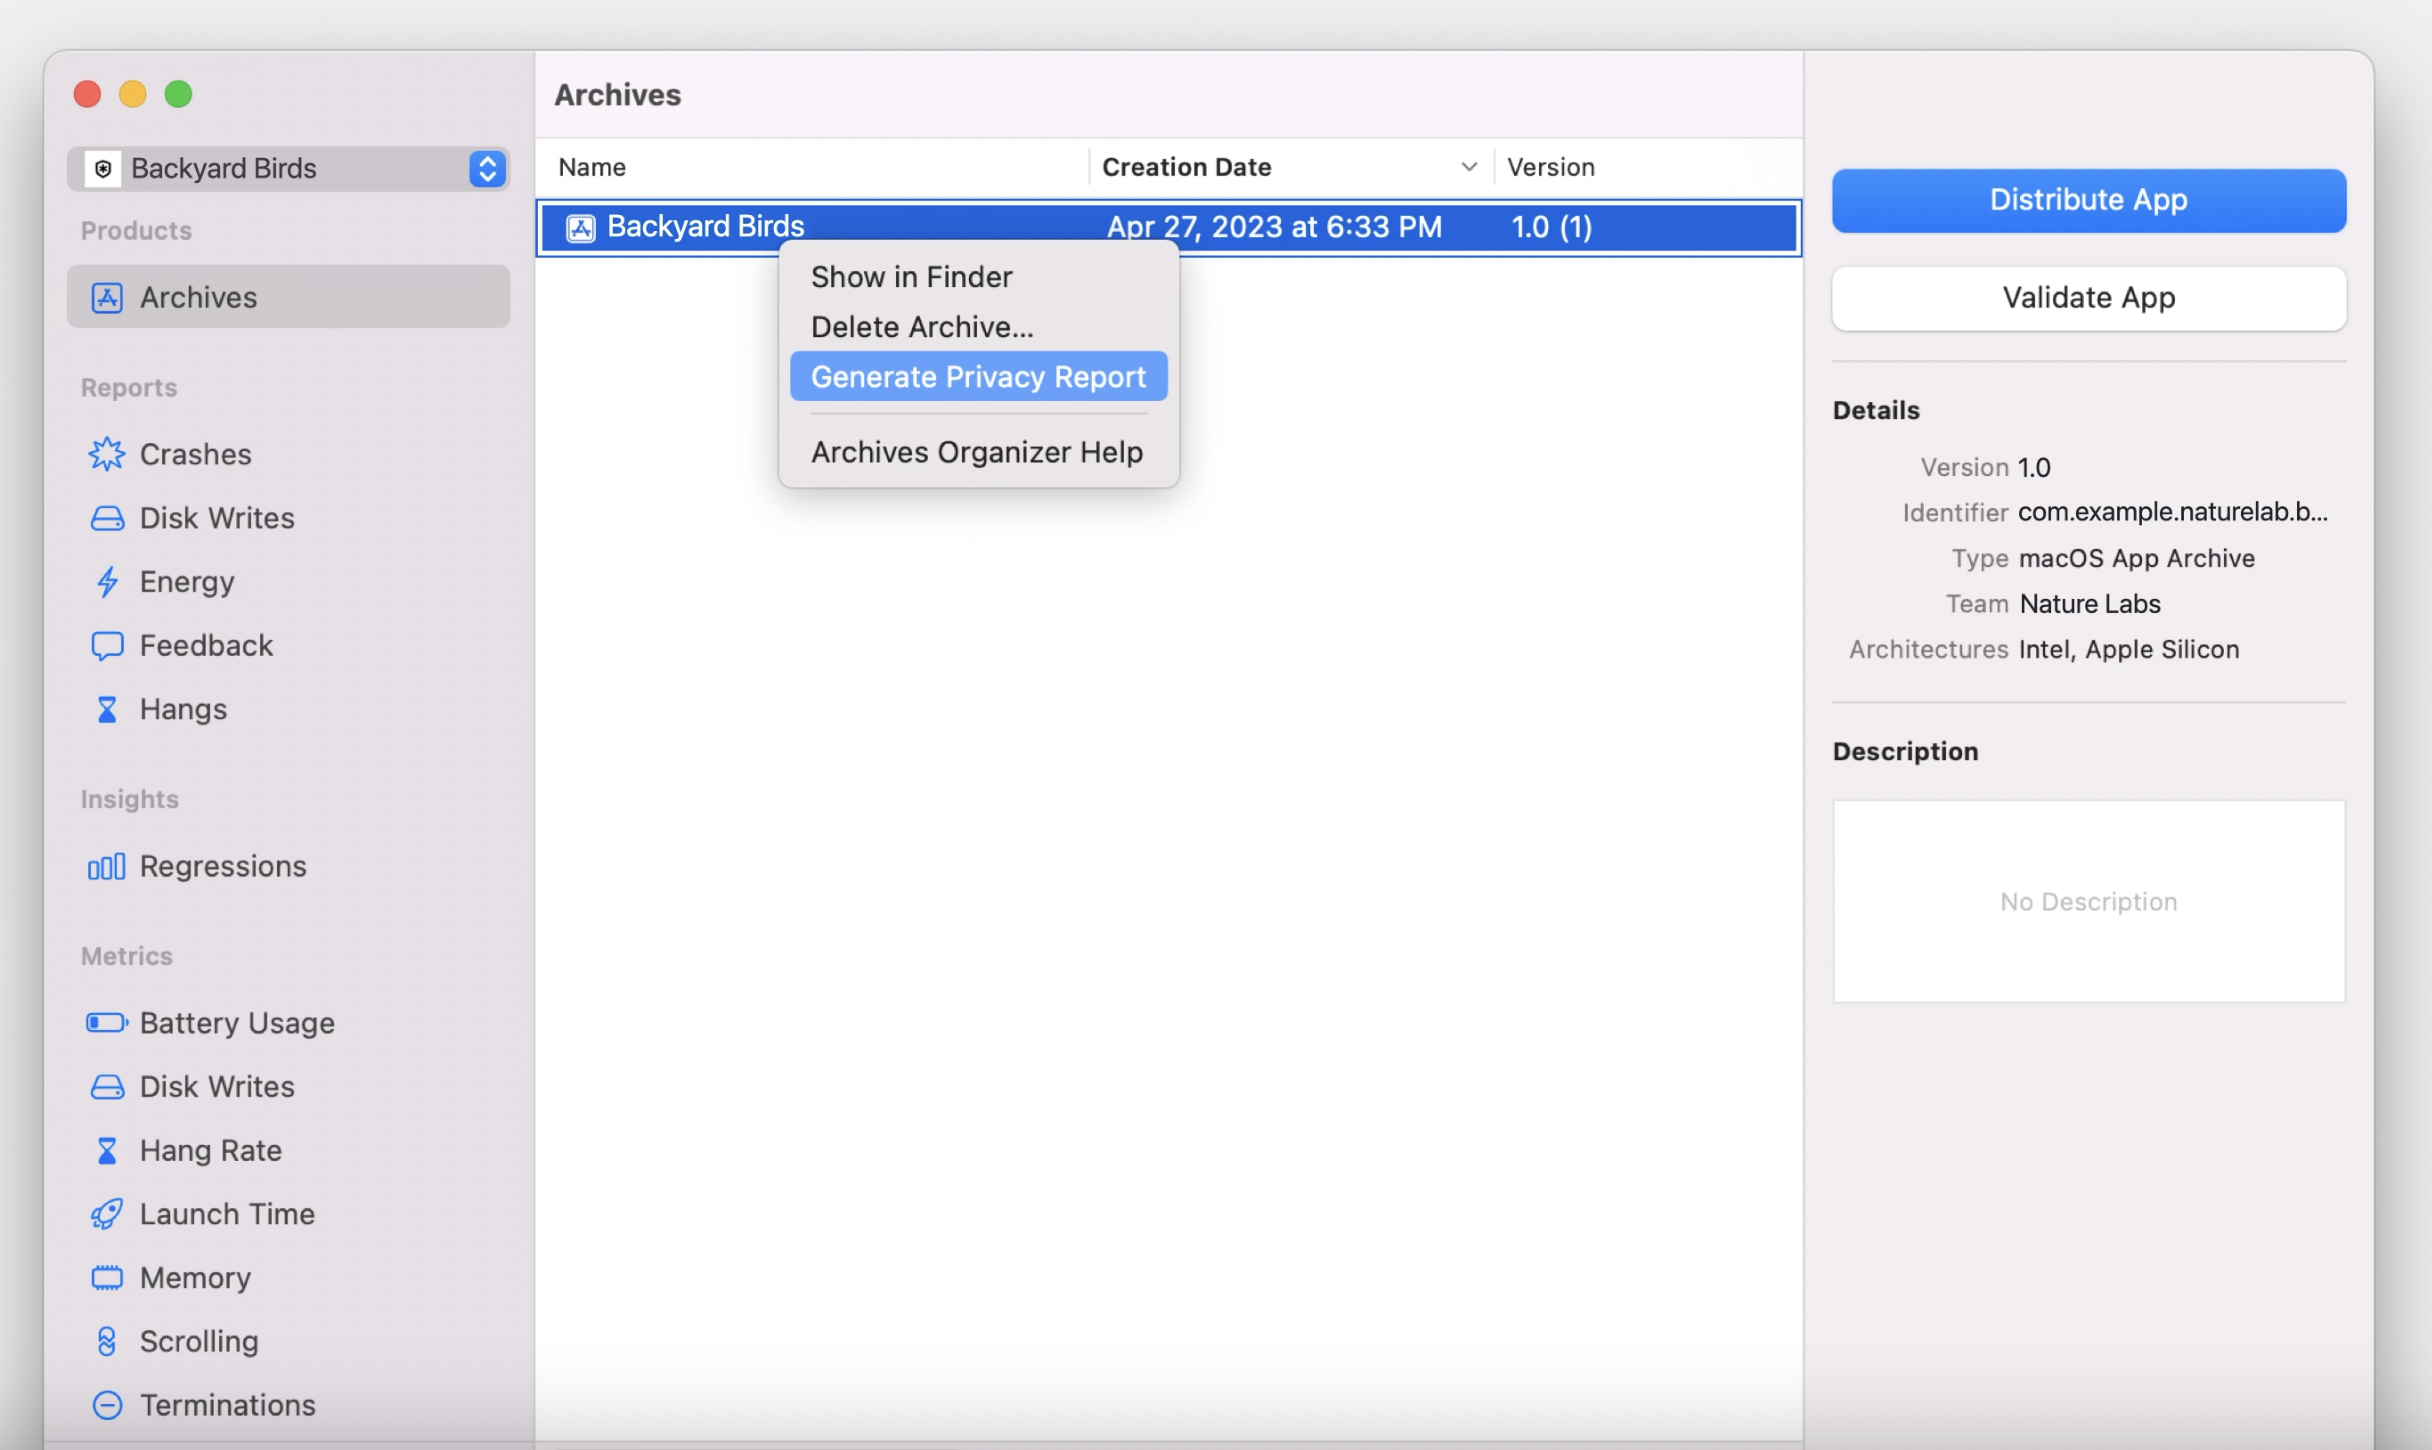 Backyard Birds
Products
Archives
Reports
Crashes
Disk Writes
Energy
Feedback
Hangs
Insights
Regressions
Metrics
Battery Usage
Disk Writes
Hang Rate
Launch Time
Memory
Scrolling
Terminations
Archives
Name Creation Date Version
Backyard Birds Apr 27, 2023 at 6:33 PM 1.0 (1)
Show in Finder
Delete Archive...
Generate Privacy Report
Archives Organizer Help
Distribute App
Validate App
Details
Version 1.0
Identifier com.example.naturelab.b...
Type macOS App Archive
Team Nature Labs
Architectures Intel, Apple Silicon
Description
No Description